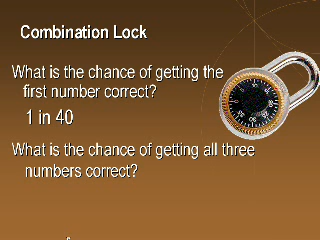 Combination Lock
What is the chance of getting the
first number correct?
1 in 40
What is the chance of getting all three
numbers correct?